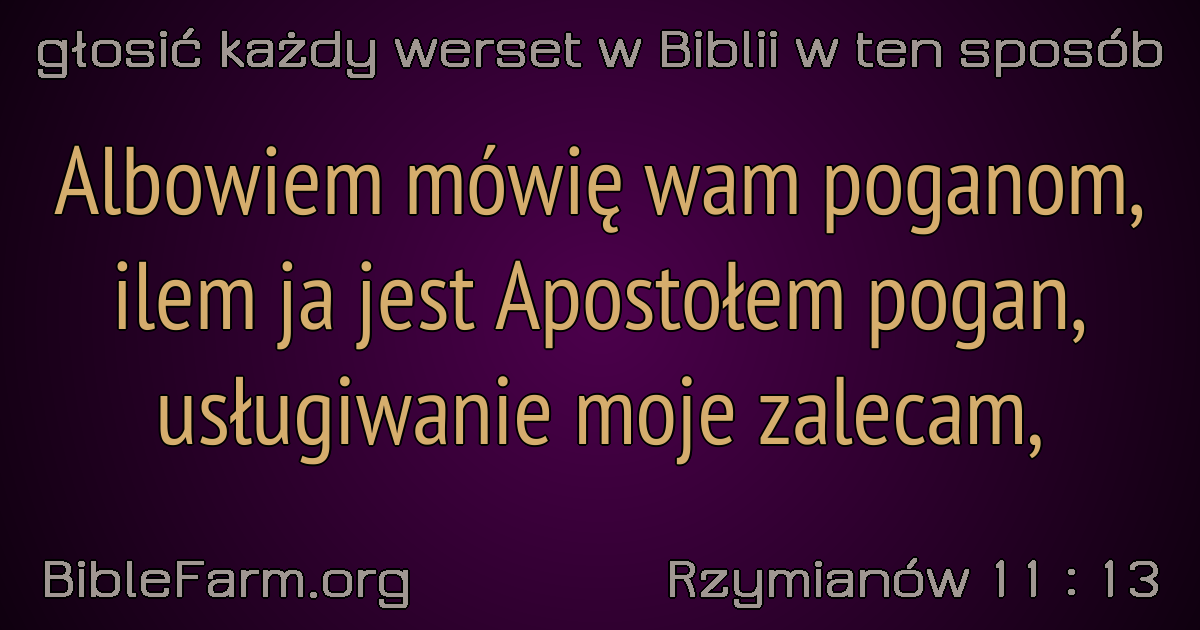 głosić każdy werset w Biblii w ten sposób
Albowiem mówię wam poganom,
ilem ja jest Apostołem pogan,
usługiwanie moje zalecam,
BibleFarm.org
Rzymianów 11 : 13